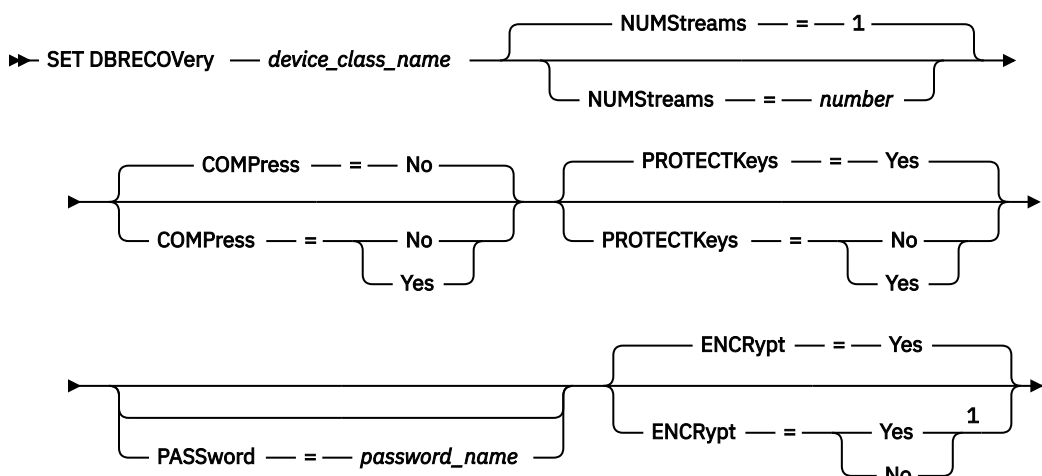 NUMStreams = 1
SET DBRECOVery device_class_name
NUMStreams = number
COMPress = No PROTECTKeys = Yes
COMPress = No PROTECTKeys = No
Yes Yes
ENCRypt = Yes
ENCRypt = Yes 1
PASSword = password_name
No